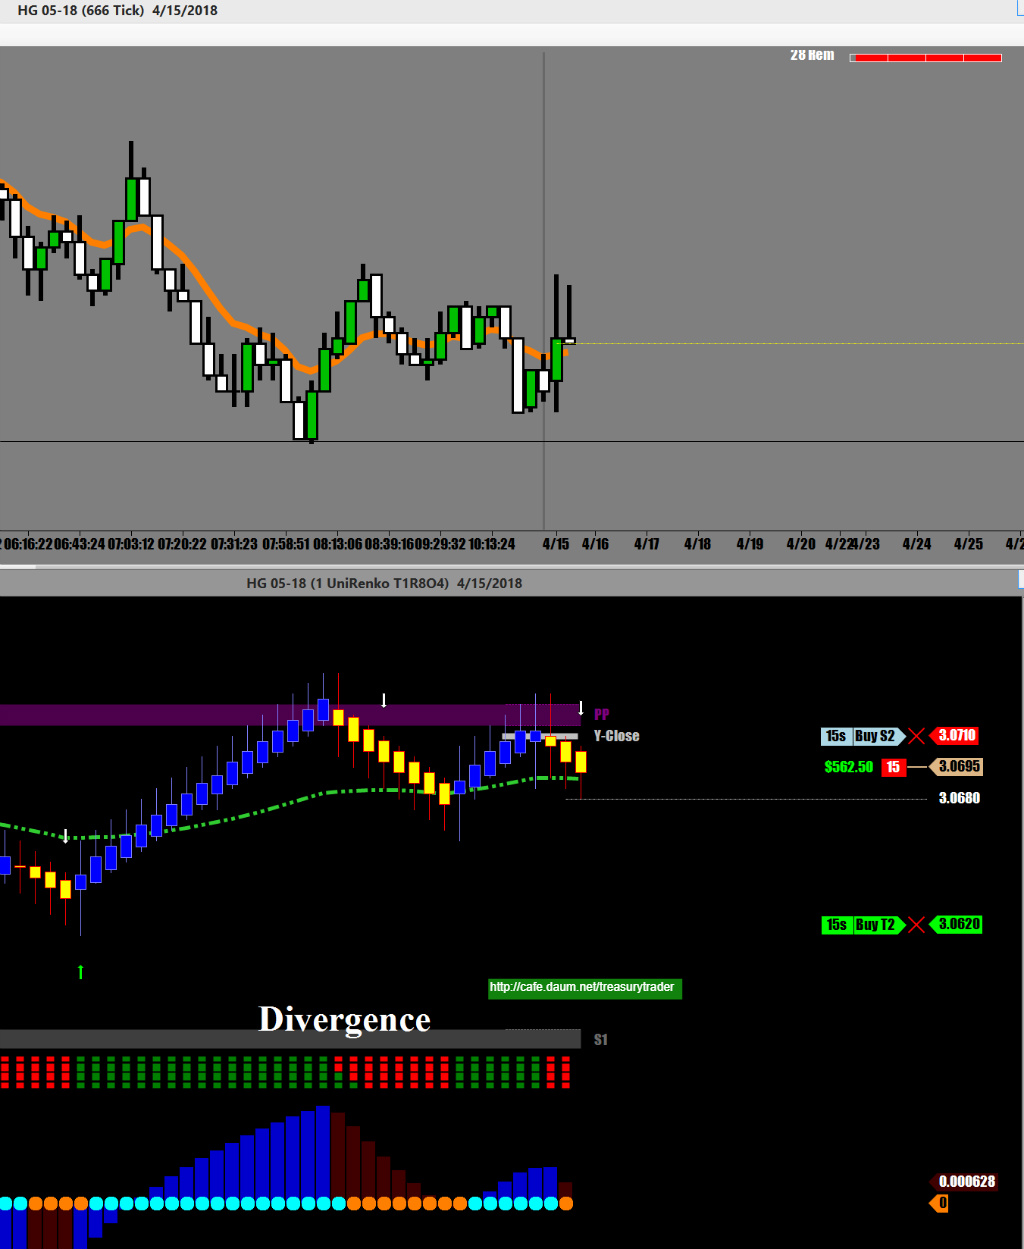 HG 05-18 (666 Tick)  4/15/2018
28 Rem
06:16:22 06:43:24 07:03:12 07:20:22 07:31:23 07:58:51 08:13:06 08:39:16 09:29:32 10:13:24 4/15 4/16 4/17 4/18 4/19 4/20 4/22 4/23 4/24 4/25
HG 05-18 (1 UniRenko T1R8O4)  4/15/2018
PP
Y-Close
15s Buy S2 3.0710
$562.50 15 3.0695
3.0680
15s Buy T2 3.0620
http://cafe.daum.net/treasurytrader
Divergence
S1
0.000628
0